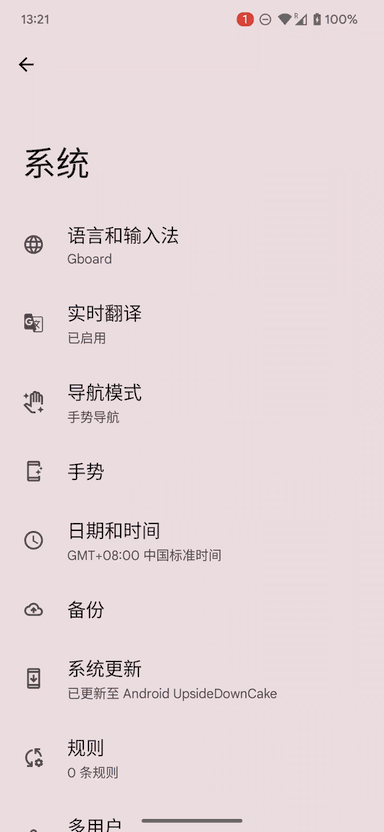 13:21
1
R
100%
系统
语言和输入法
Gboard
实时翻译
已启用
导航模式
手势导航
手势
日期和时间
GMT+08:00 中国标准时间
备份
系统更新
已更新至 Android UpsideDownCake
规则
0 条规则
多用户